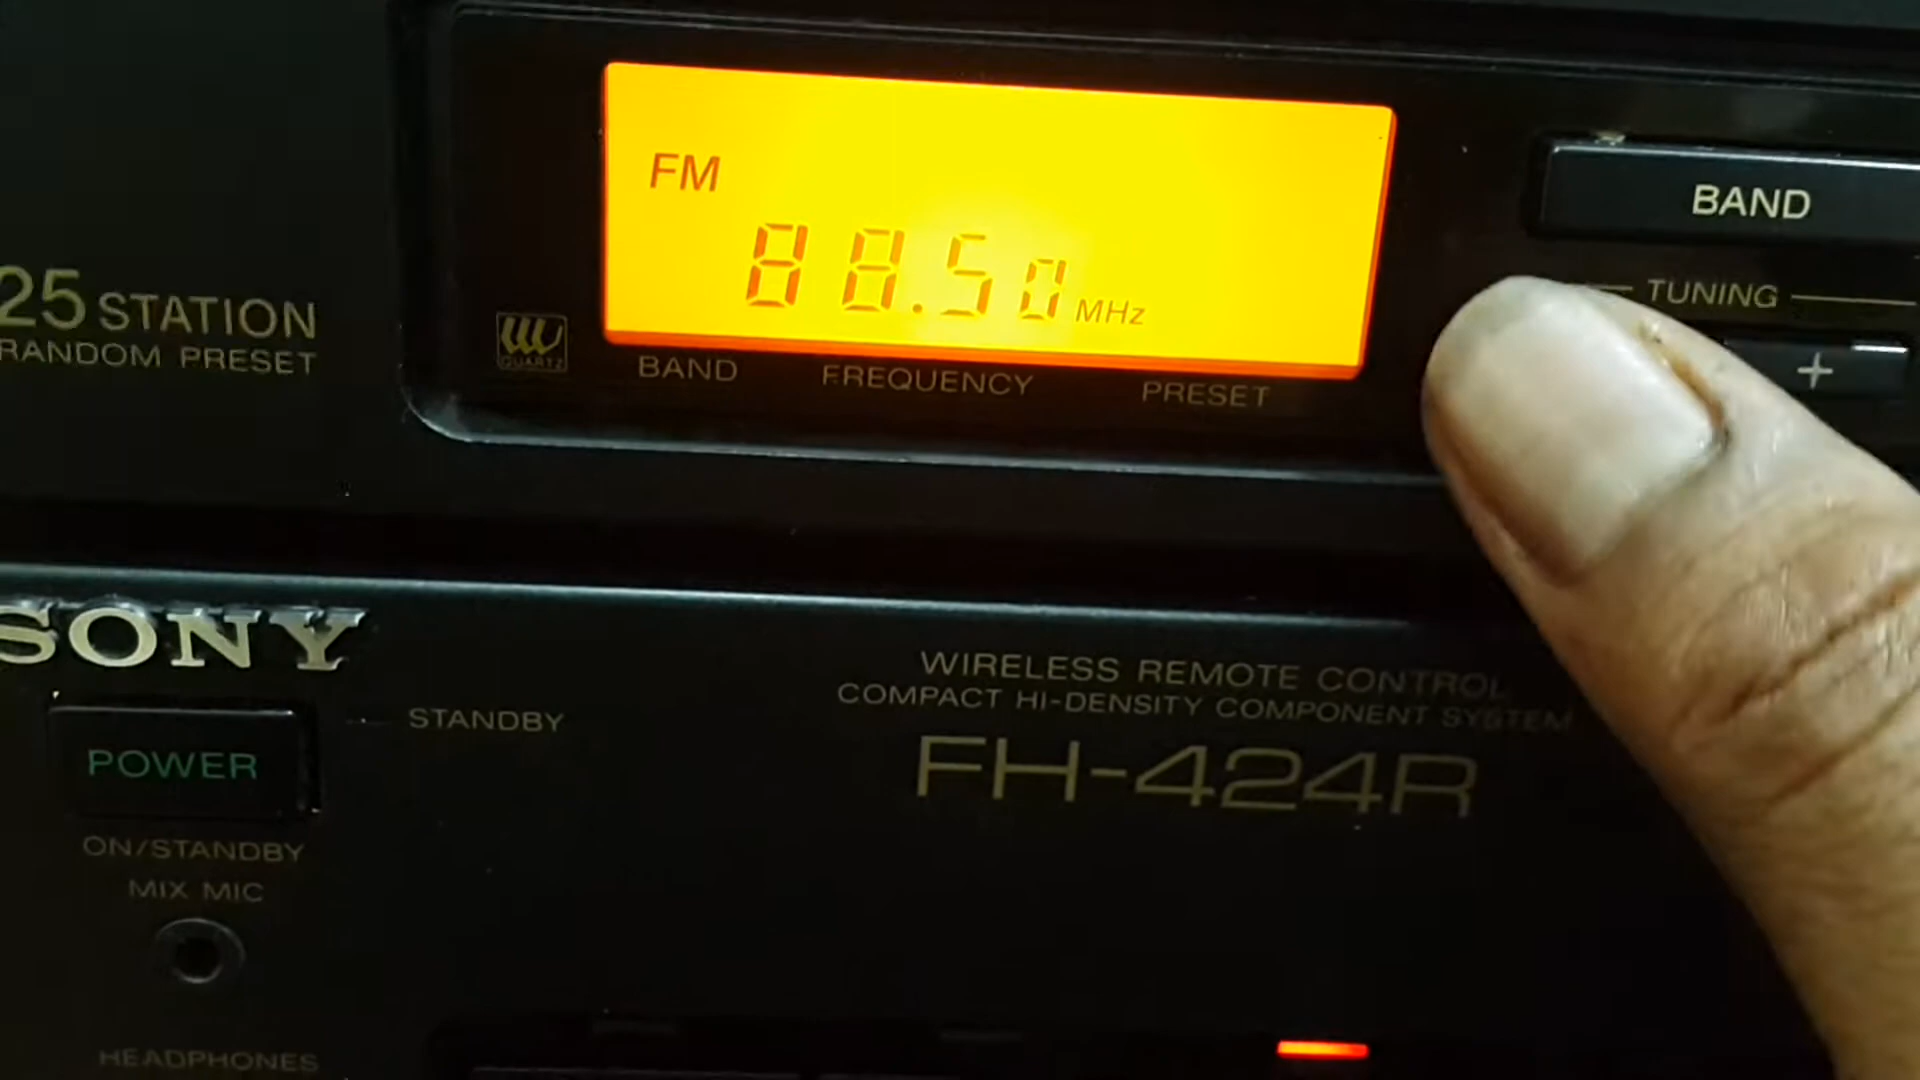 FM
88.50 MHz
BAND
TUNING
+
25 STATION
RANDOM PRESET
QUARTZ
BAND FREQUENCY PRESET
SONY
WIRELESS REMOTE CONTROL
COMPACT HI-DENSITY COMPONENT SYSTEM
FH-424R
POWER
STANDBY
ON/STANDBY
MIX MIC
HEADPHONES